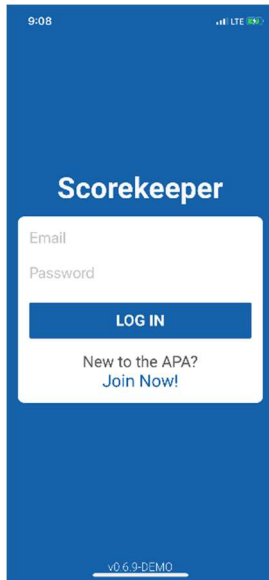 9:08
LTE
Scorekeeper
Email
Password
LOG IN
New to the APA?
Join Now!
v0.6.9-DEMO